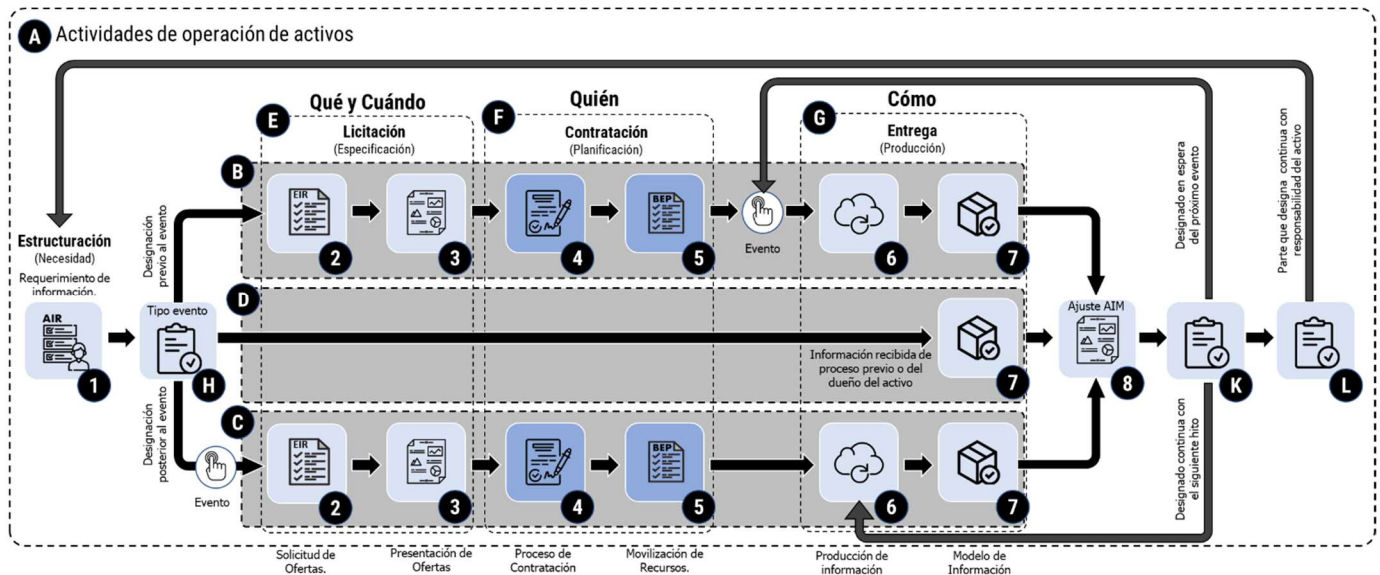 A Actividades de operación de activos
Qué y Cuándo
Quién
Cómo
E
Licitación
(Especificación)
F
Contratación
(Planificación)
G
Entrega
(Producción)
B
EIR
2
3
4
BEP
5
Evento
6
7
Designación
previo al evento
Estructuración
(Necesidad)
Requerimiento de
información.
AIR
1
Tipo evento
H
D
Información recibida de
proceso previo o del
dueño del activo
7
Ajuste AIM
8
K
L
Designado en espera
del próximo evento
Parte que designa continua con
responsabilidad del activo
Designado continua con
el siguiente hito
Designación
posterior al evento
Evento
C
EIR
2
3
4
BEP
5
6
7
Solicitud de
Ofertas.
Presentación de
Ofertas
Proceso de
Contratación
Movilización de
Recursos.
Producción de
información
Modelo de
Información